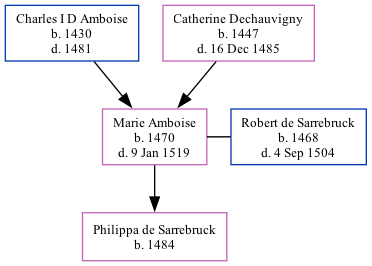 Charles I D Amboise
b. 1430
d. 1481
Catherine Dechauvigny
b. 1447
d. 16 Dec 1485
Marie Amboise
b. 1470
d. 9 Jan 1519
Robert de Sarrebruck
b. 1468
d. 4 Sep 1504
Philippa de Sarrebruck
b. 1484